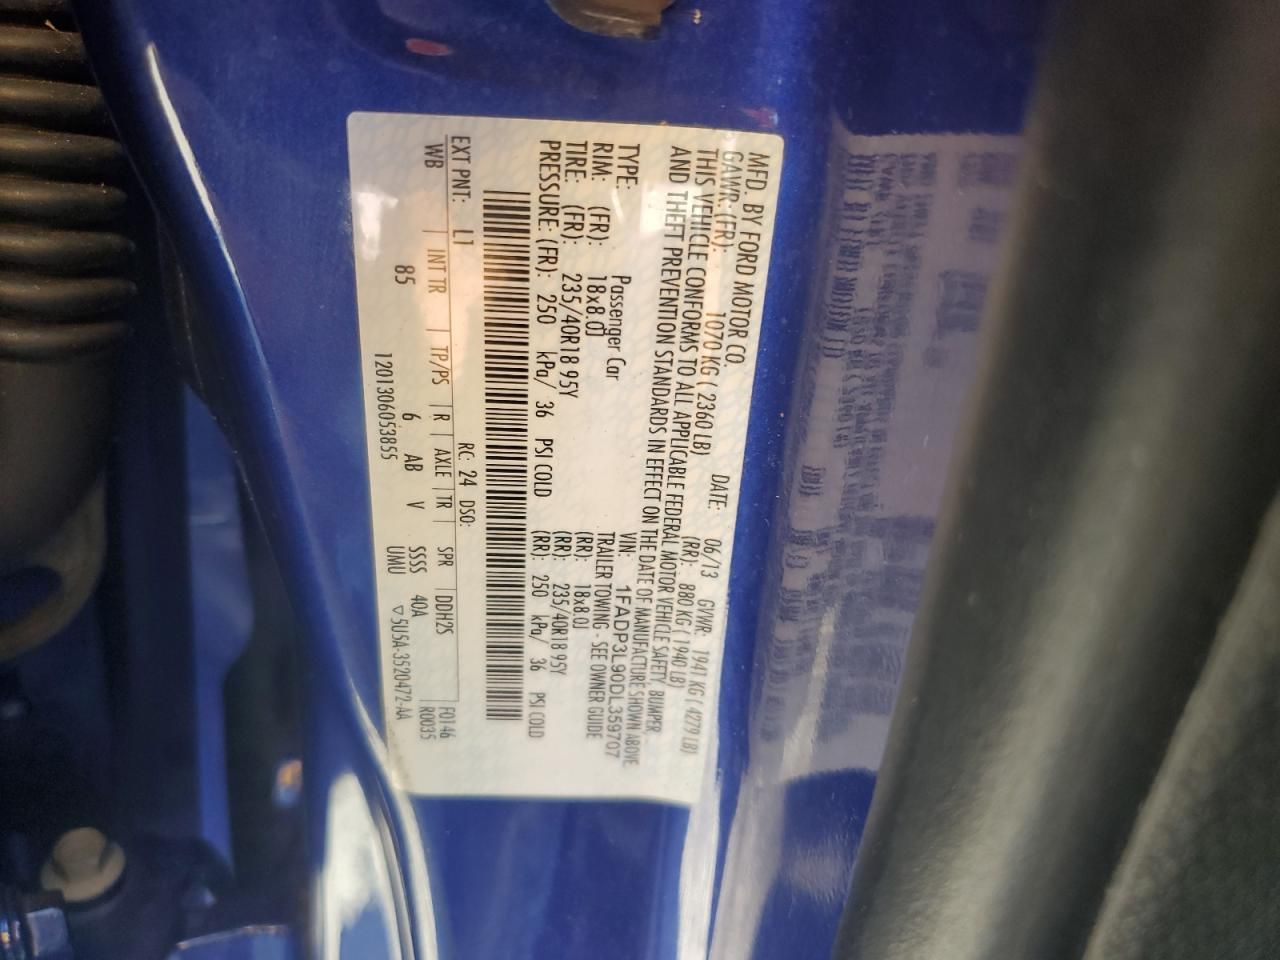 MFD. BY FORD MOTOR CO.
DATE: 06/13 GVWR: 1941 KG ( 4279 LB)
GAWR: (FR): 1070 KG ( 2360 LB) (RR): 880 KG ( 1940 LB)
THIS VEHICLE CONFORMS TO ALL APPLICABLE FEDERAL MOTOR VEHICLE SAFETY, BUMPER,
AND THEFT PREVENTION STANDARDS IN EFFECT ON THE DATE OF MANUFACTURE SHOWN ABOVE.
VIN: 1FADP3L90DL359707
TYPE: Passenger Car TRAILER TOWING - SEE OWNER GUIDE
RIM: (FR): 18x8.0J (RR): 18x8.0J
TIRE: (FR): 235/40R18 95Y (RR): 235/40R18 95Y
PRESSURE: (FR): 250 kPa/ 36 PSI COLD (RR): 250 kPa/ 36 PSI COLD
EXT PNT: L1 RC: 24 DSO: F0146
R0035
WB INT TR TP/PS R AXLE TR SPR DDH2S
85 6 AB V SSSS 40A
1201306053855 UMU ▽5U5A-3520472-AA